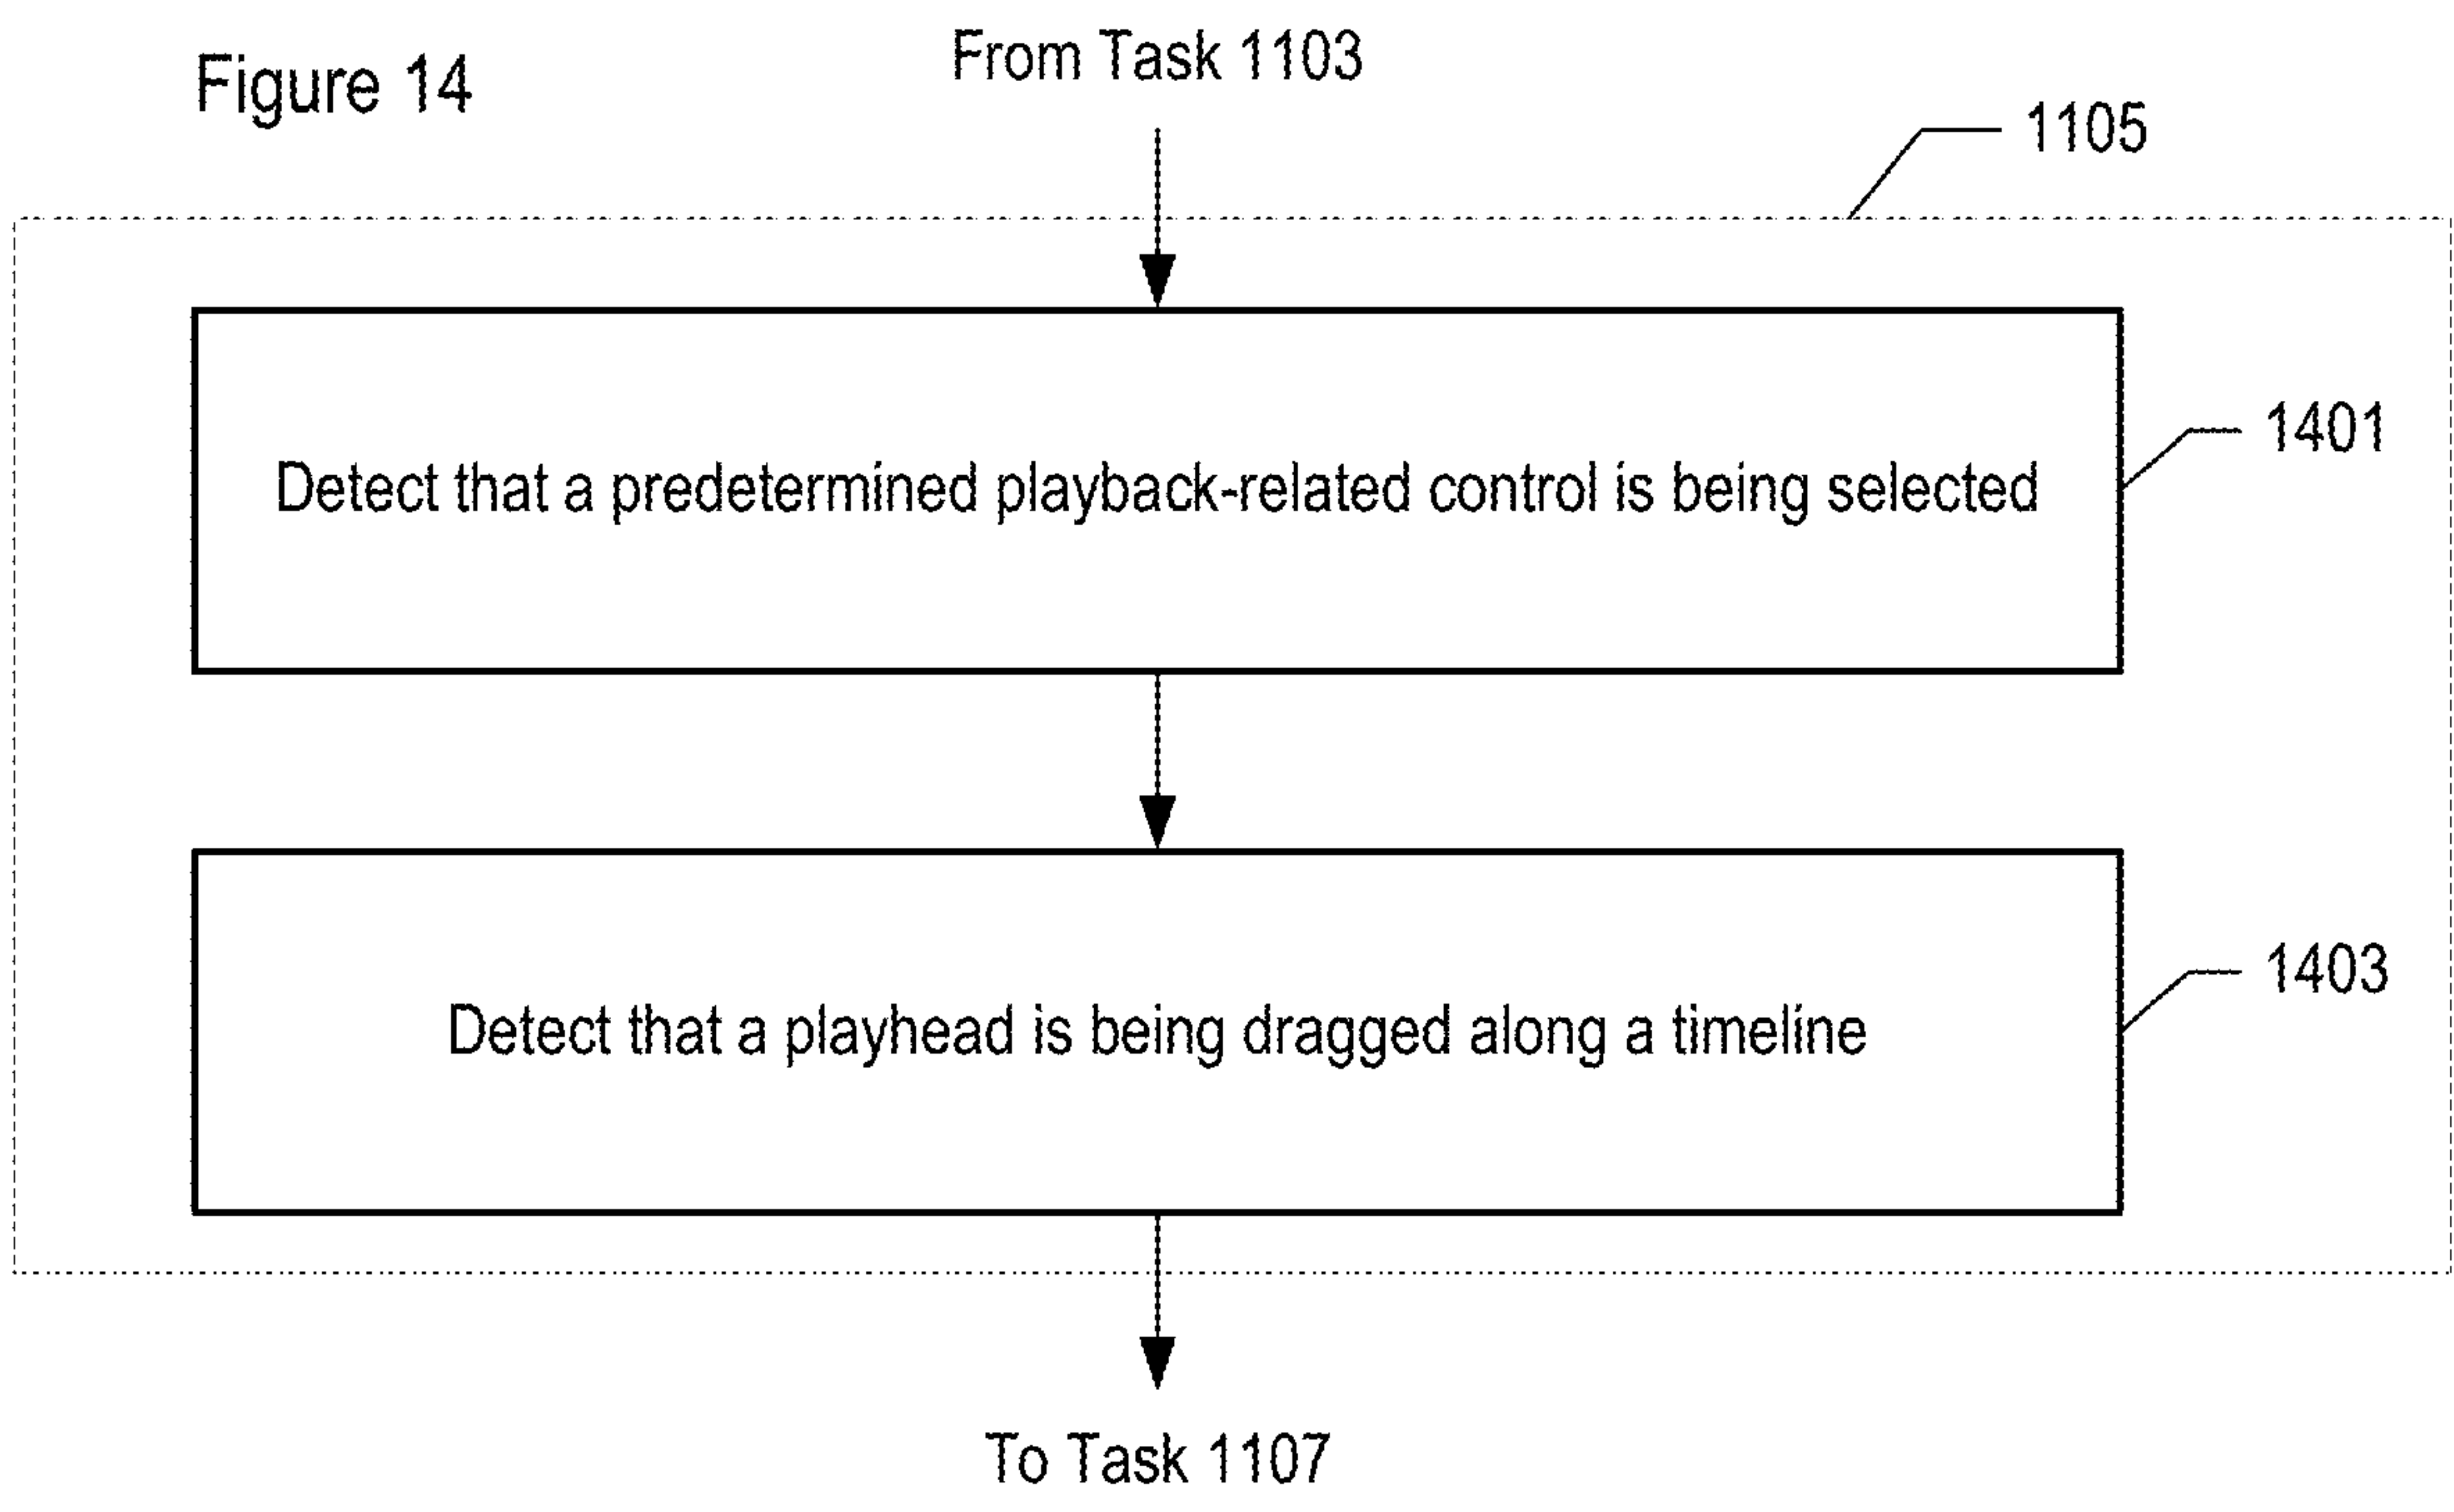 Figure 14
From Task 1103
1105
Detect that a predetermined playback-related control is being selected
1401
Detect that a playhead is being dragged along a timeline
1403
To Task 1107